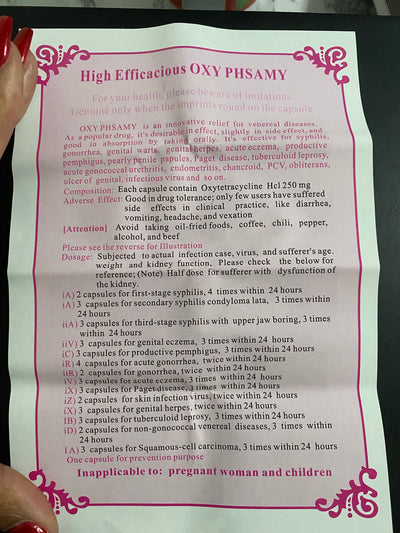 High Efficacious OXY PHSAMY
For your health, please beware of imitations.
Genuine only when the imprints round on the capsule
OXY PHSAMY is an innovative relief for venereal diseases.
As a popular drug, it's desirable effect, slightly in side effect, and
good in absorption by taking orally. It's effective for syphilis,
gonorrhea, genital warts, genital herpes, acute eczema, productive
pemphigus, pearly penile papules, Paget disease, tuberculoid leprosy,
acute gonococcal urethritis, endometritis, chancroid, PCV, obliterans,
ulcer of genital, infectious virus and so on.
Composition: Each capsule contain Oxytetracycline Hcl 250 mg
Adverse Effect: Good in drug tolerance; only few users have suffered
side effects in clinical practice, like diarrhea,
vomiting, headache, and vexation
[Attention] Avoid taking oil-fried foods, coffee, chili, pepper,
alcohol, and beef
Please see the reverse for Illustration
Dosage: Subjected to actual infection case, virus, and sufferer's age.
weight and kidney function, Please check the below for
reference; (Note) Half dose for sufferer with dysfunction of
the kidney.
iA) 2 capsules for first-stage syphilis, 4 times within 24 hours
iA) 3 capsules for secondary syphilis condyloma lata, 3 times within
24 hours
iiA) 3 capsules for third-stage syphilis with upper jaw boring, 3 times
within 24 hours
iiV) 3 capsules for genital eczema, 3 times within 24 hours
iC) 3 capsules for productive pemphigus, 3 times within 24 hours
iR) 4 capsules for acute gonorrhea, twice within 24 hours
iiR) 2 capsules for gonorrhea, twice within 24 hours
iV) 3 capsules for acute eczema, 3 times within 24 hours
iX) 3 capsules for Paget disease, 3 times within 24 hours
iZ) 2 capsules for skin infection virus, twice within 24 hours
iX) 3 capsules for genital herpes, twice within 24 hours
IB) 3 capsules for tuberculoid leprosy, 3 times within 24 hours
iD) 2 capsules for non-gonococcal venereal diseases, 3 times within
24 hours
1A) 3 capsules for Squamous-cell carcinoma, 3 times within 24 hours
One capsule for prevention purpose
Inapplicable to: pregnant woman and children